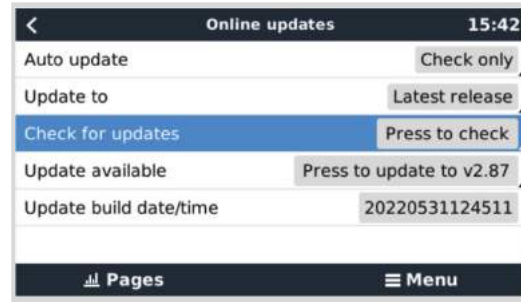 Online updates 15:42
Auto update Check only
Update to Latest release
Check for updates Press to check
Update available Press to update to v2.87
Update build date/time 20220531124511
Pages Menu